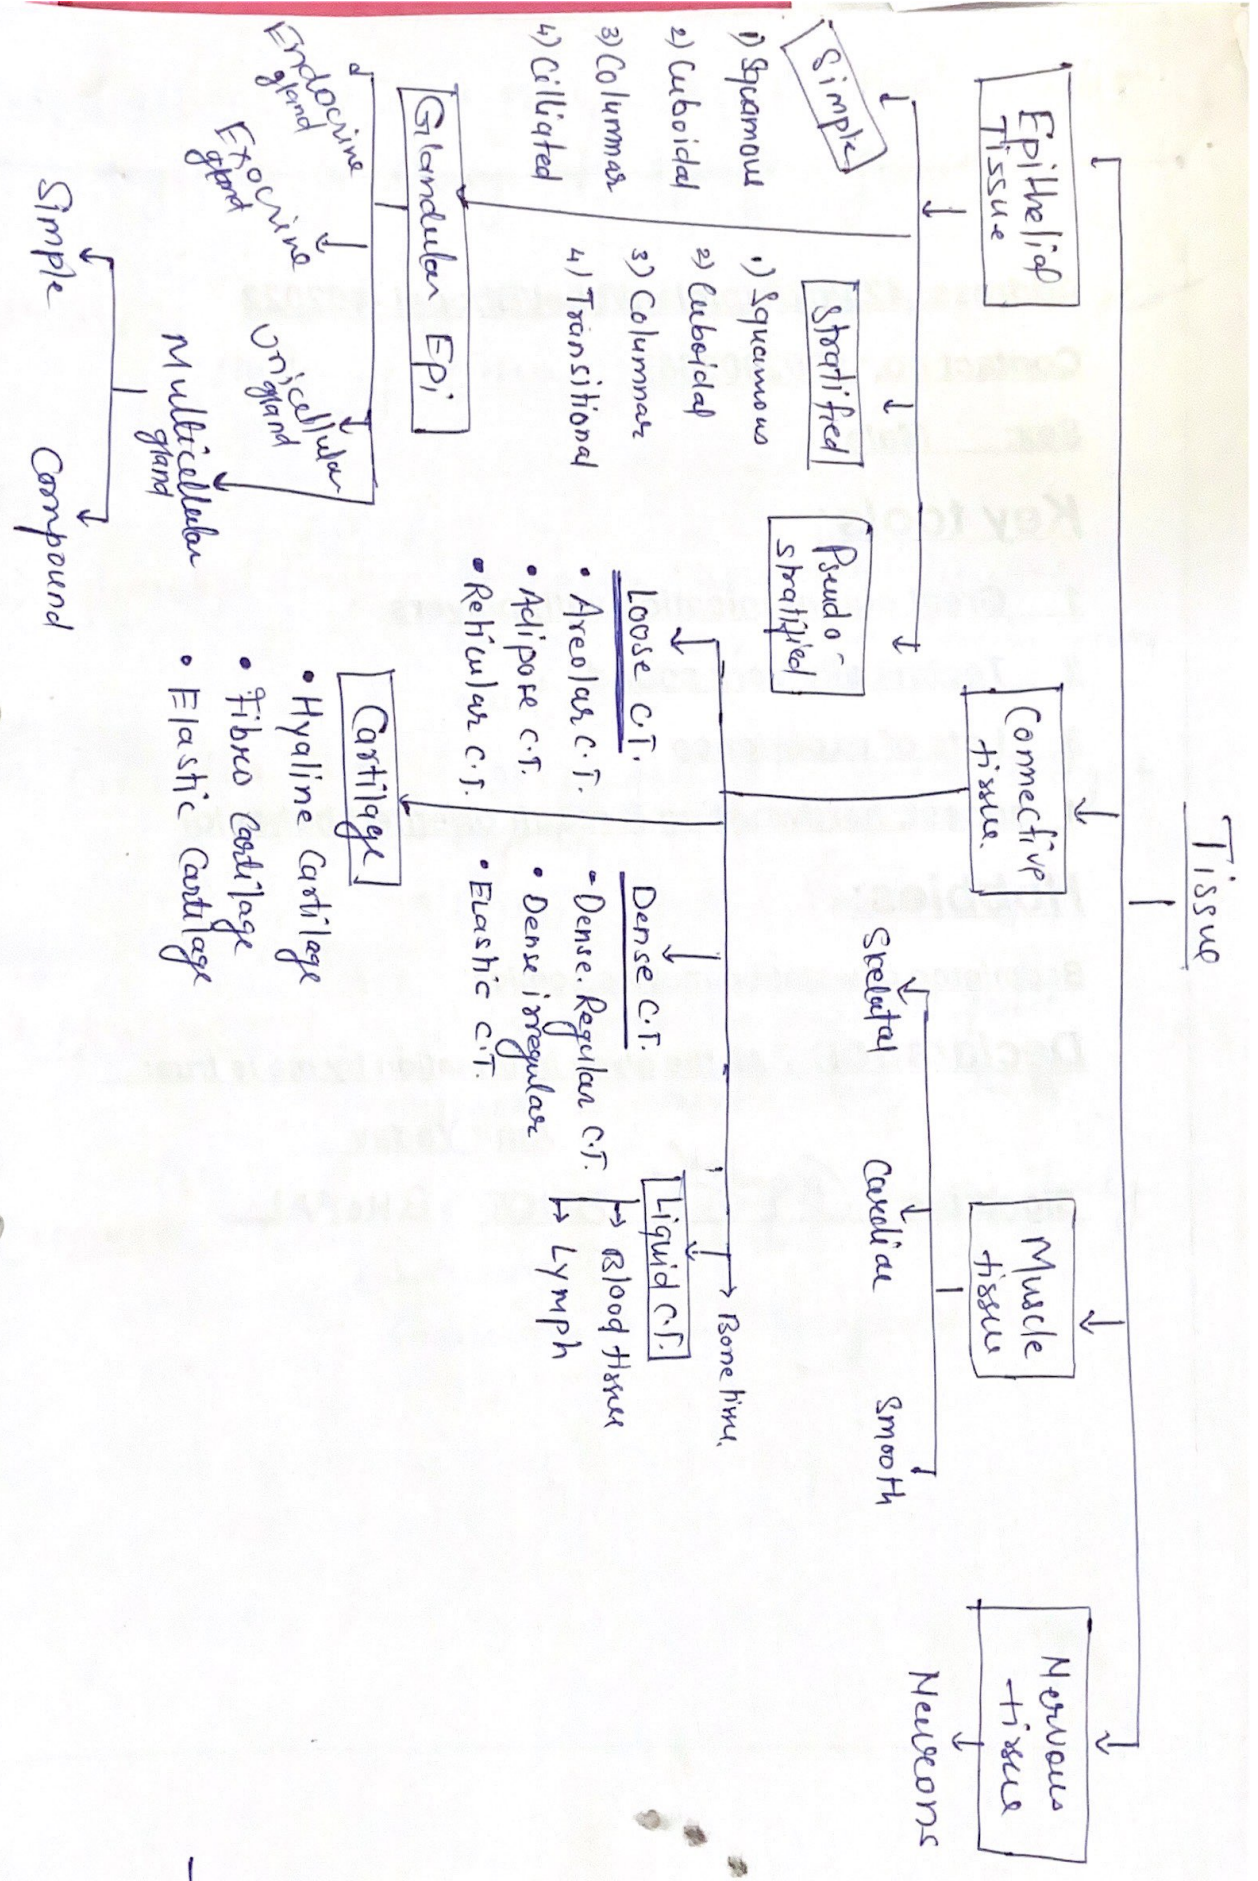 Tissue
Epithelial
Tissue
Connective
tissue
Muscle
tissue
Nervous
tissue
Simple
Stratified
Pseudo-
stratified
1) Squamous
2) Cuboidal
3) Columnar
4) Cilliated
1) Squamous
2) Cuboidal
3) Columnar
4) Transitional
Glandular Epi
Endocrine
gland
Exocrine
gland
Unicellular
gland
Multicellular
gland
Simple
Compound
Loose C.T.
• Areolar C.T.
• Adipose C.T.
• Reticular C.T.
Dense C.T.
- Dense. Regular C.T.
• Dense irregular
• Elastic C.T.
Liquid C.T.
Blood tissue
Lymph
Bone
Cartilage
• Hyaline Cartilage
• Fibro Cartilage
• Elastic Cartilage
Skeletal
Cardiac
Smooth
Neurons